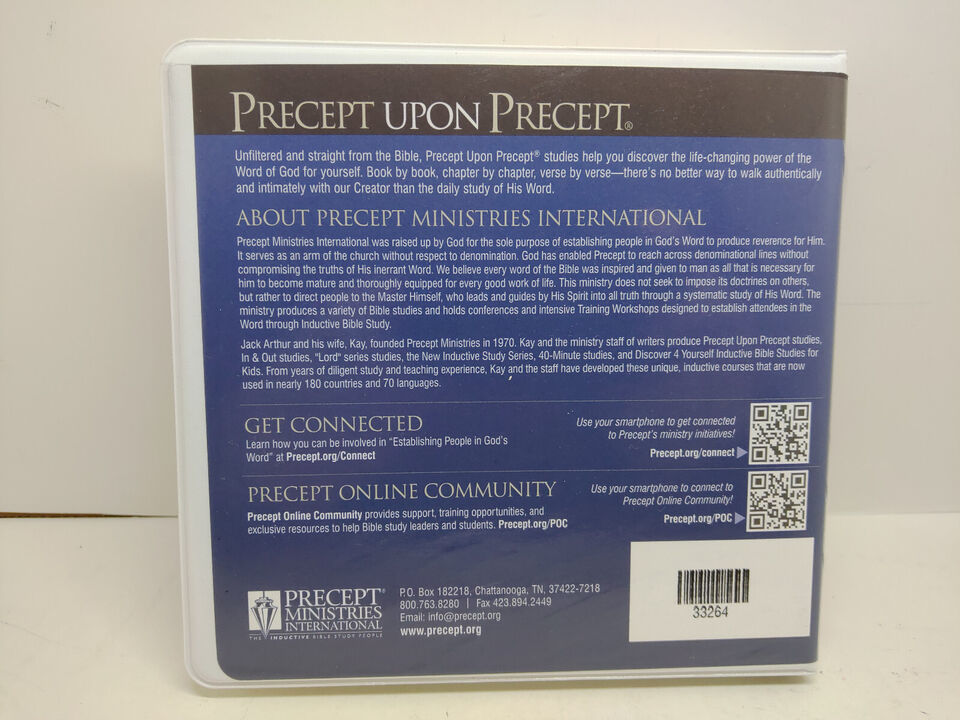 PRECEPT UPON PRECEPT®
Unfiltered and straight from the Bible, Precept Upon Precept® studies help you discover the life-changing power of the
Word of God for yourself. Book by book, chapter by chapter, verse by verse—there's no better way to walk authentically
and intimately with our Creator than the daily study of His Word.
ABOUT PRECEPT MINISTRIES INTERNATIONAL
Precept Ministries International was raised up by God for the sole purpose of establishing people in God's Word to produce reverence for Him.
It serves as an arm of the church without respect to denomination. God has enabled Precept to reach across denominational lines without
compromising the truths of His inerrant Word. We believe every word of the Bible was inspired and given to man as all that is necessary for
him to become mature and thoroughly equipped for every good work of life. This ministry does not seek to impose its doctrines on others,
but rather to direct people to the Master Himself, who leads and guides by His Spirit into all truth through a systematic study of His Word. The
ministry produces a variety of Bible studies and holds conferences and intensive Training Workshops designed to establish attendees in the
Word through Inductive Bible Study.
Jack Arthur and his wife, Kay, founded Precept Ministries in 1970. Kay and the ministry staff of writers produce Precept Upon Precept studies,
In & Out studies, "Lord" series studies, the New Inductive Study Series, 40-Minute studies, and Discover 4 Yourself Inductive Bible Studies for
Kids. From years of diligent study and teaching experience, Kay and the staff have developed these unique, inductive courses that are now
used in nearly 180 countries and 70 languages.
GET CONNECTED
Learn how you can be involved in "Establishing People in God's
Word" at Precept.org/Connect
Use your smartphone to get connected
to Precept's ministry initiatives!
Precept.org/connect
PRECEPT ONLINE COMMUNITY
Precept Online Community provides support, training opportunities, and
exclusive resources to help Bible study leaders and students. Precept.org/POC
Use your smartphone to connect to
Precept Online Community!
Precept.org/POC
PRECEPT®
MINISTRIES
INTERNATIONAL
THE INDUCTIVE BIBLE STUDY PEOPLE
P.O. Box 182218, Chattanooga, TN, 37422-7218
800.763.8280 | Fax 423.894.2449
Email: info@precept.org
www.precept.org
33264